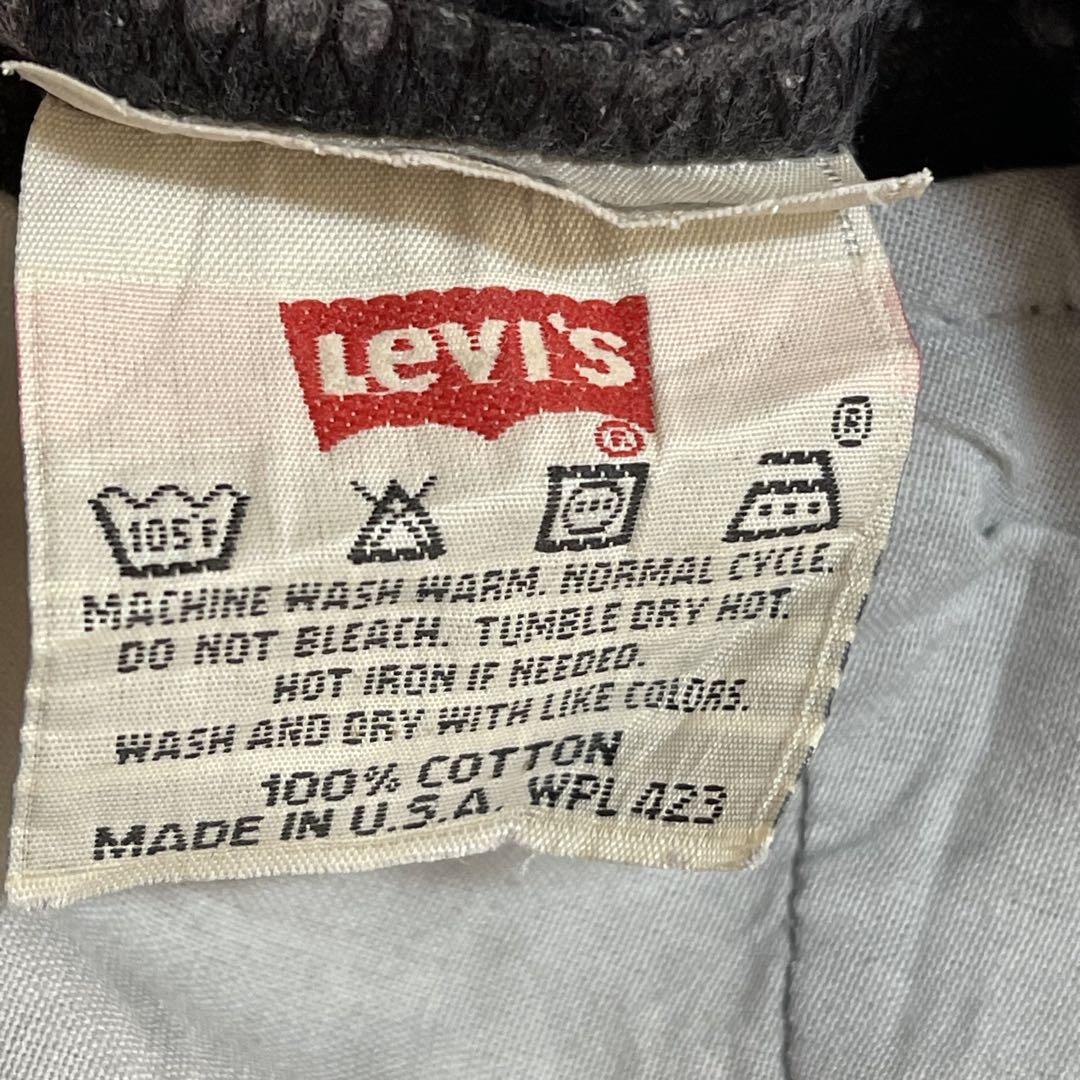 Levi's
®
®
105°F
MACHINE WASH WARM. NORMAL CYCLE.
DO NOT BLEACH. TUMBLE DRY HOT.
HOT IRON IF NEEDED.
WASH AND DRY WITH LIKE COLORS.
100% COTTON
MADE IN U.S.A. WPL 423